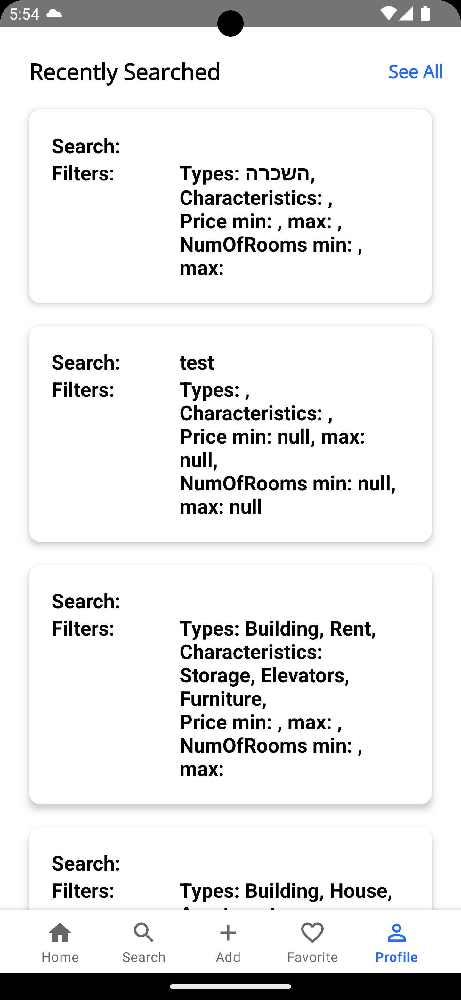 5:54
Recently Searched
See All
Search:
Filters:
Types: השכרה,
Characteristics: ,
Price min: , max: ,
NumOfRooms min: ,
max:
Search:
test
Filters:
Types: ,
Characteristics: ,
Price min: null, max:
null,
NumOfRooms min: null,
max: null
Search:
Filters:
Types: Building, Rent,
Characteristics:
Storage, Elevators,
Furniture,
Price min: , max: ,
NumOfRooms min: ,
max:
Search:
Filters:
Types: Building, House,
Home
Search
Add
Favorite
Profile